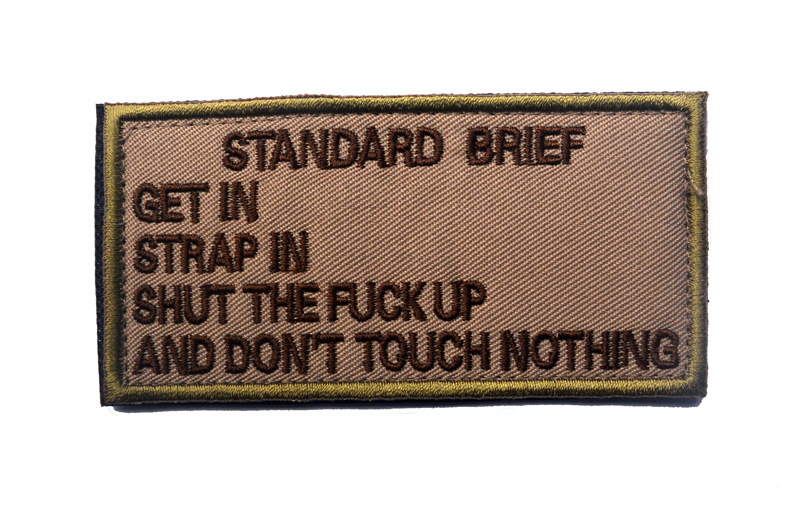 STANDARD BRIEF
GET IN
STRAP IN
SHUT THE FUCK UP
AND DON'T TOUCH NOTHING